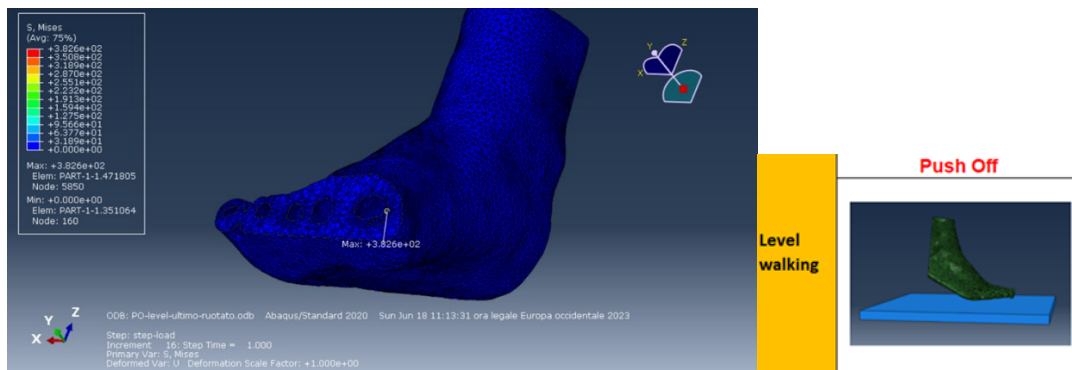 S, Mises
(Avg: 75%)
+3.826e+02
+3.508e+02
+3.189e+02
+2.870e+02
+2.551e+02
+2.232e+02
+1.913e+02
+1.594e+02
+1.275e+02
+9.566e+01
+6.377e+01
+3.189e+01
+0.000e+00
Max: +3.826e+02
Elem: PART-1-1.471805
Node: 5850
Min: +0.000e+00
Elem: PART-1-1.351064
Node: 160
Y
Z
X
Max: +3.826e+02
Z
Y
X
ODB: PO-level-ultimo-ruotato.odb Abaqus/Standard 2020 Sun Jun 18 11:13:31 ora legale Europa occidentale 2023
Step: step-load
Increment 16: Step Time = 1.000
Primary Var: S, Mises
Deformed Var: U Deformation Scale Factor: +1.000e+00
Push Off
Level
walking